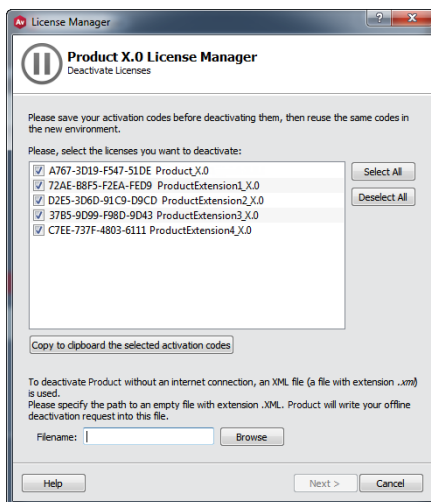 Av License Manager
Product X.0 License Manager
Deactivate Licenses
Please save your activation codes before deactivating them, then reuse the same codes in
the new environment.
Please, select the licenses you want to deactivate:
A767-3D19-F547-51DE Product_X.0
72AE-B8F5-F2EA-FED9 ProductExtension1_X.0
D2E5-3D6D-91C9-D9CD ProductExtension2_X.0
37B5-9D99-F98D-9D43 ProductExtension3_X.0
C7EE-737F-4803-6111 ProductExtension4_X.0
Select All
Deselect All
Copy to clipboard the selected activation codes
To deactivate Product without an internet connection, an XML file (a file with extension .xml)
is used.
Please specify the path to an empty file with extension .XML. Product will write your offline
deactivation request into this file.
Filename: Browse
Help Next > Cancel